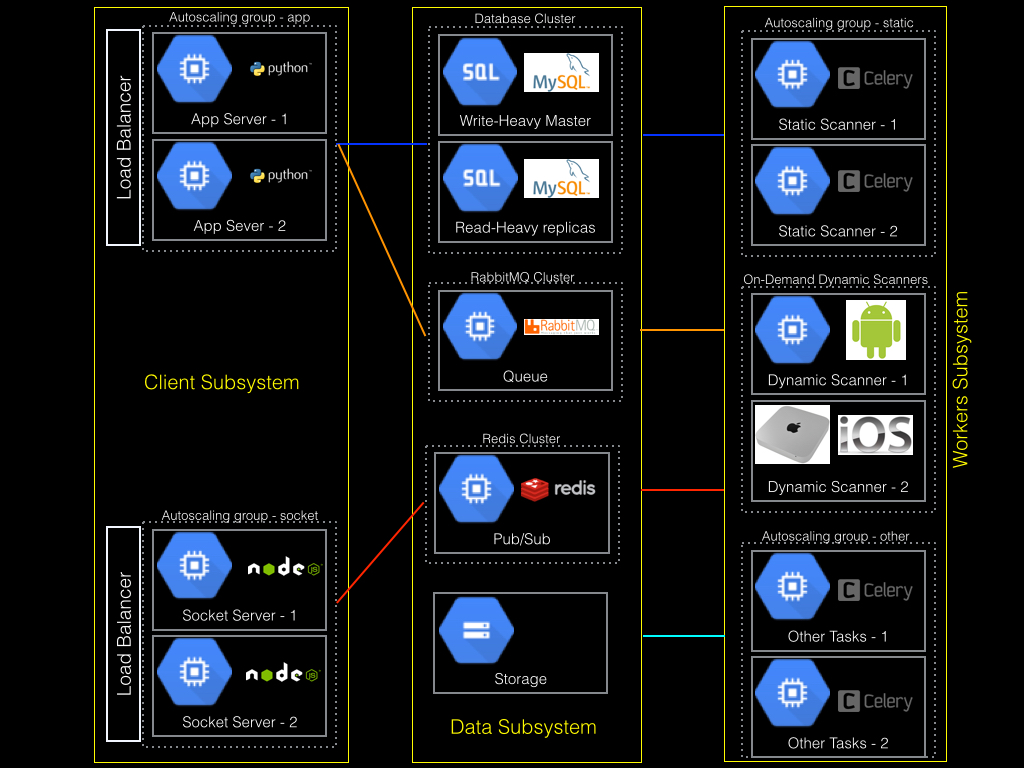 Autoscaling group - app
Load Balancer
python
App Server - 1
python
App Sever - 2
Client Subsystem
Autoscaling group - socket
Load Balancer
node JS
Socket Server - 1
node JS
Socket Server - 2
Database Cluster
SQL
MySQL
Write-Heavy Master
SQL
MySQL
Read-Heavy replicas
RabbitMQ Cluster
RabbitMQ
Queue
Redis Cluster
redis
Pub/Sub
Storage
Data Subsystem
Autoscaling group - static
C Celery
Static Scanner - 1
C Celery
Static Scanner - 2
On-Demand Dynamic Scanners
Dynamic Scanner - 1
iOS
Dynamic Scanner - 2
Autoscaling group - other
C Celery
Other Tasks - 1
C Celery
Other Tasks - 2
Workers Subsystem